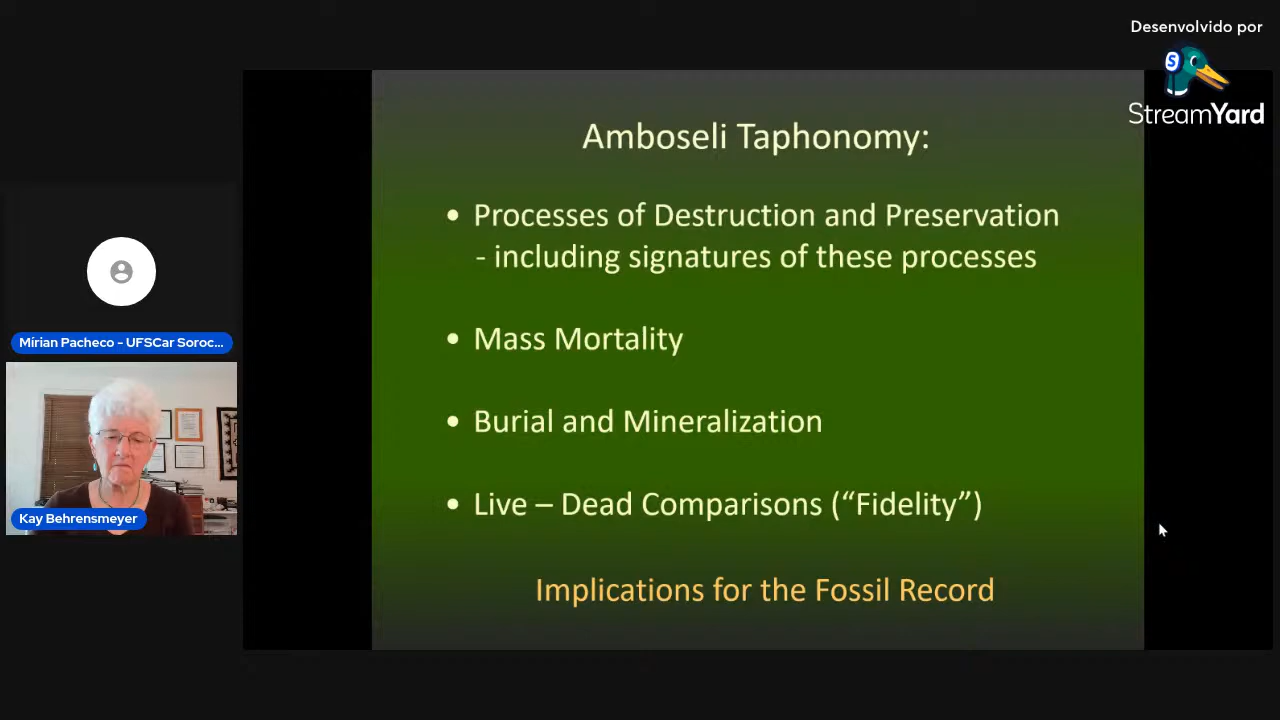 Desenvolvido por
StreamYard
Amboseli Taphonomy:
• Processes of Destruction and Preservation
- including signatures of these processes
• Mass Mortality
• Burial and Mineralization
• Live – Dead Comparisons (“Fidelity”)
Implications for the Fossil Record
Mírian Pacheco - UFSCar Soroc...
Kay Behrensmeyer